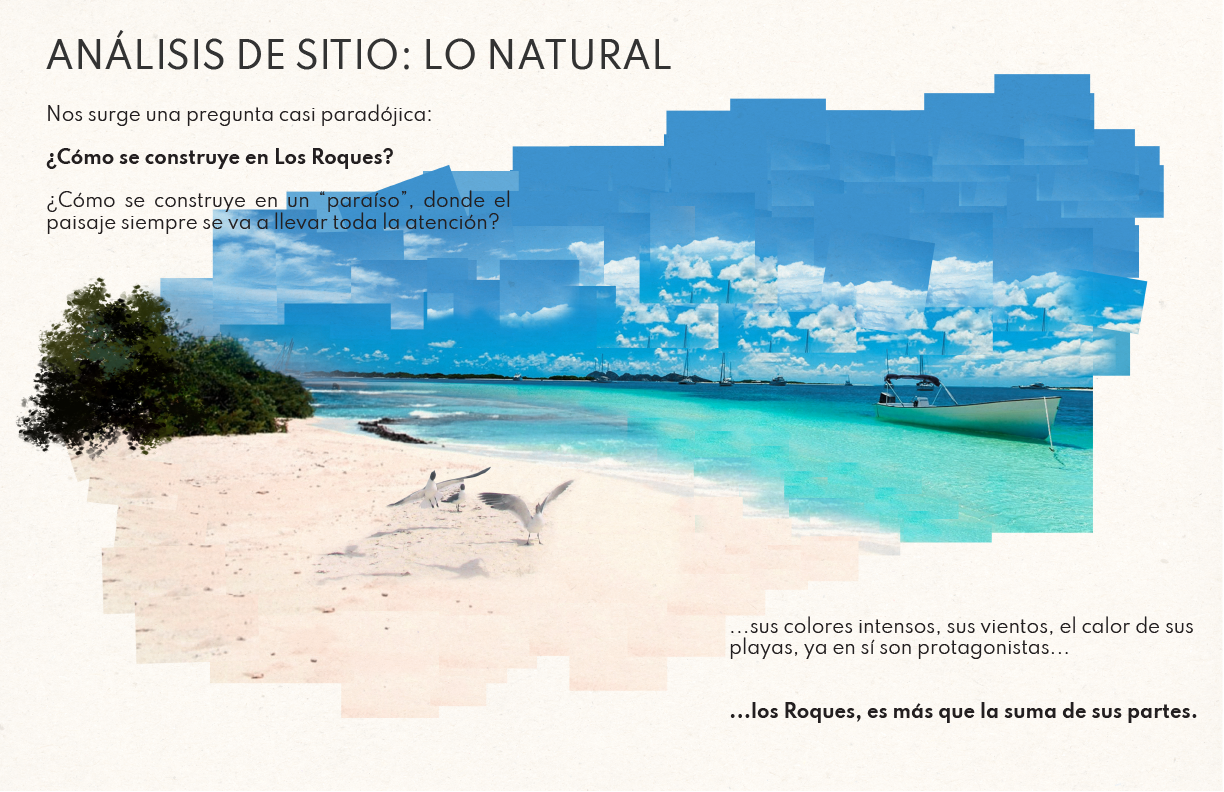 ANÁLISIS DE SITIO: LO NATURAL
Nos surge una pregunta casi paradójica:
¿Cómo se construye en Los Roques?
¿Cómo se construye en un “paraíso”, donde el
paisaje siempre se va a llevar toda la atención?
...sus colores intensos, sus vientos, el calor de sus
playas, ya en sí son protagonistas...
...los Roques, es más que la suma de sus partes.